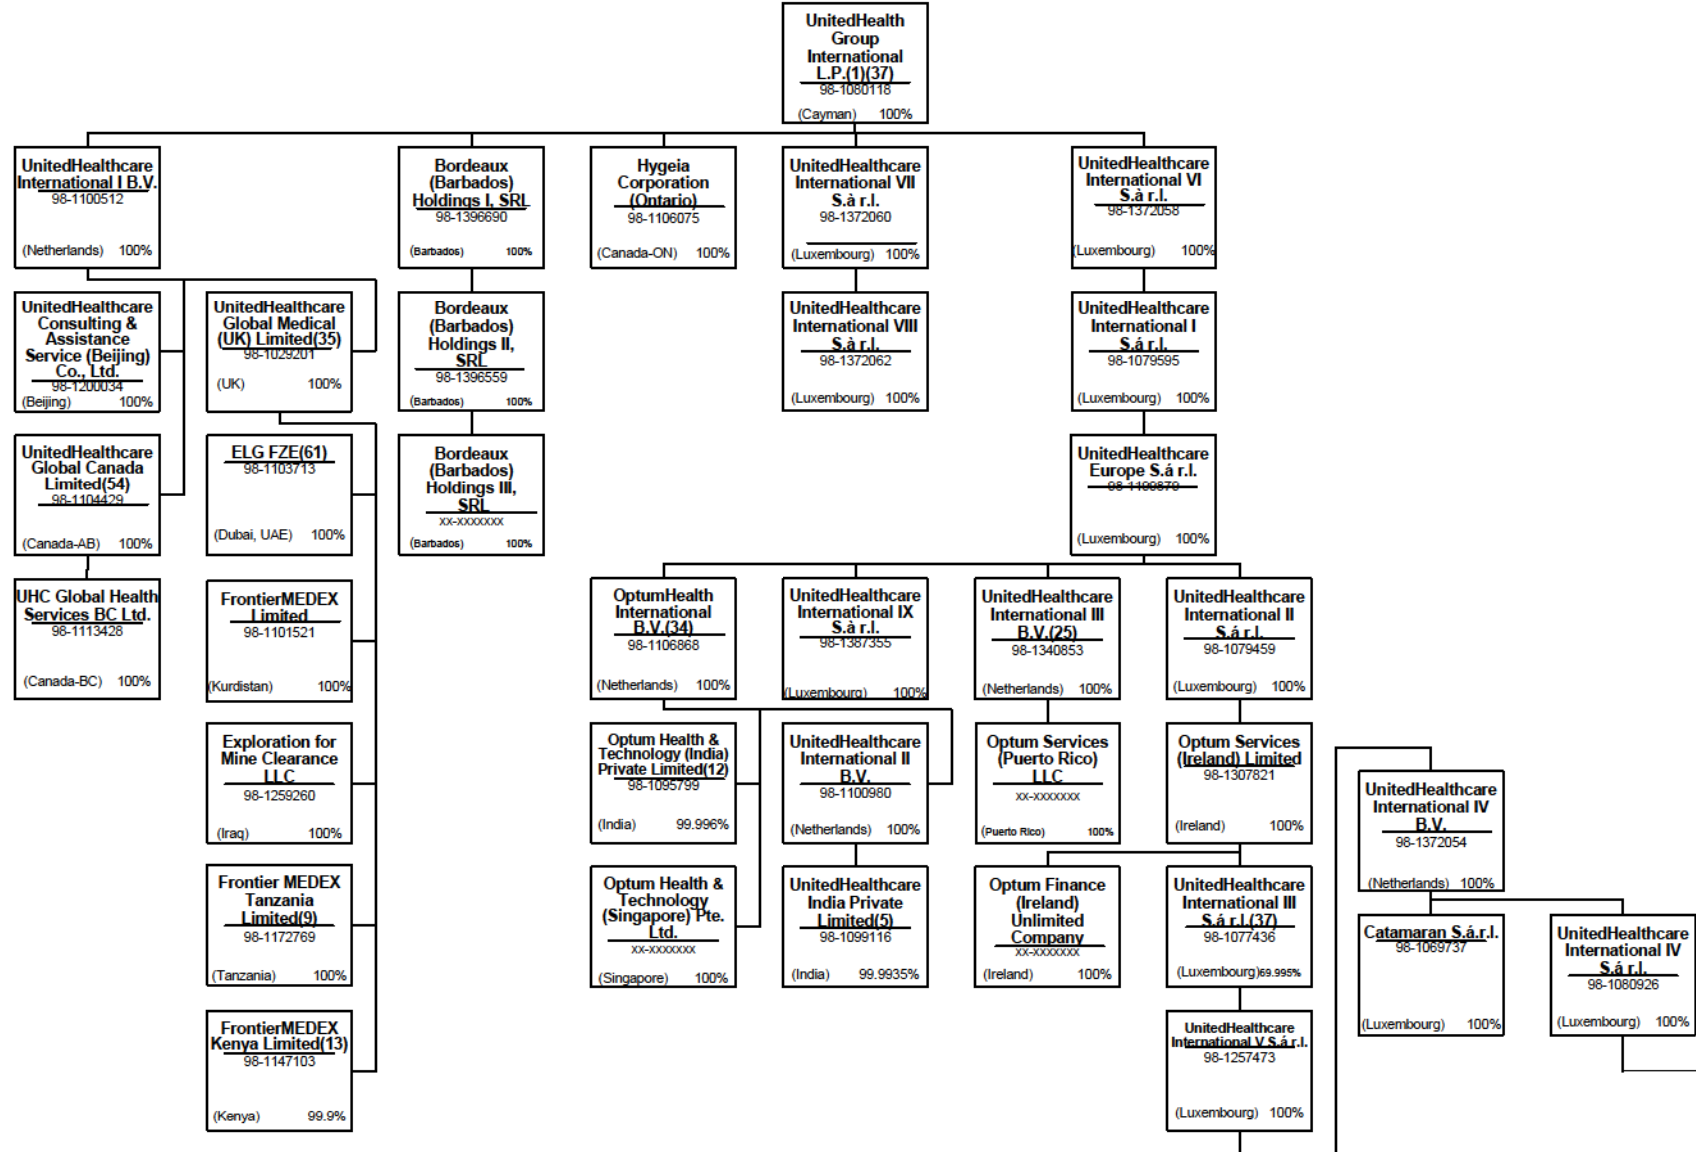 UnitedHealth
Group
International
L.P.(1)(37)
98-1080118
(Cayman) 100%
UnitedHealthcare
International I B.V.
98-1100512
(Netherlands) 100%
Bordeaux
(Barbados)
Holdings I, SRL
98-1396690
(Barbados) 100%
Hygeia
Corporation
(Ontario)
98-1106075
(Canada-ON) 100%
UnitedHealthcare
International VII
S.à r.l.
98-1372060
(Luxembourg) 100%
UnitedHealthcare
International VI
S.à r.l.
98-1372058
(Luxembourg) 100%
UnitedHealthcare
Consulting &
Assistance
Service (Beijing)
Co., Ltd.
98-1200034
(Beijing) 100%
UnitedHealthcare
Global Medical
(UK) Limited(35)
98-1029201
(UK) 100%
Bordeaux
(Barbados)
Holdings II,
SRL
98-1396559
(Barbados) 100%
UnitedHealthcare
International VIII
S.à r.l.
98-1372062
(Luxembourg) 100%
UnitedHealthcare
International I
S.á r.l.
98-1079595
(Luxembourg) 100%
UnitedHealthcare
Global Canada
Limited(54)
98-1104429
(Canada-AB) 100%
ELG FZE(61)
98-1103713
(Dubai, UAE) 100%
Bordeaux
(Barbados)
Holdings III,
SRL
xx-xxxxxxx
(Barbados) 100%
UnitedHealthcare
Europe S.á r.l.
98-1199879
(Luxembourg) 100%
UHC Global Health
Services BC Ltd.
98-1113428
(Canada-BC) 100%
FrontierMEDEX
Limited
98-1101521
(Kurdistan) 100%
OptumHealth
International
B.V.(34)
98-1106868
(Netherlands) 100%
UnitedHealthcare
International IX
S.à r.l.
98-1387355
(Luxembourg) 100%
UnitedHealthcare
International III
B.V.(25)
98-1340853
(Netherlands) 100%
UnitedHealthcare
International II
S.á r.l.
98-1079459
(Luxembourg) 100%
Exploration for
Mine Clearance
LLC
98-1259260
(Iraq) 100%
Optum Health &
Technology (India)
Private Limited(12)
98-1095799
(India) 99.996%
UnitedHealthcare
International II
B.V.
98-1100980
(Netherlands) 100%
Optum Services
(Puerto Rico)
LLC
xx-xxxxxxx
(Puerto Rico) 100%
Optum Services
(Ireland) Limited
98-1307821
(Ireland) 100%
UnitedHealthcare
International IV
B.V.
98-1372054
(Netherlands) 100%
Frontier MEDEX
Tanzania
Limited(9)
98-1172769
(Tanzania) 100%
Optum Health &
Technology
(Singapore) Pte.
Ltd.
xx-xxxxxxx
(Singapore) 100%
UnitedHealthcare
India Private
Limited(5)
98-1099116
(India) 99.9935%
Optum Finance
(Ireland)
Unlimited
Company
xx-xxxxxxx
(Ireland) 100%
UnitedHealthcare
International III
S.á r.l.(37)
98-1077436
(Luxembourg)69.995%
Catamaran S.á.r.l.
98-1069737
(Luxembourg) 100%
UnitedHealthcare
International IV
S.á r.l.
98-1080926
(Luxembourg) 100%
FrontierMEDEX
Kenya Limited(13)
98-1147103
(Kenya) 99.9%
UnitedHealthcare
International V S.á r.l.
98-1257473
(Luxembourg) 100%